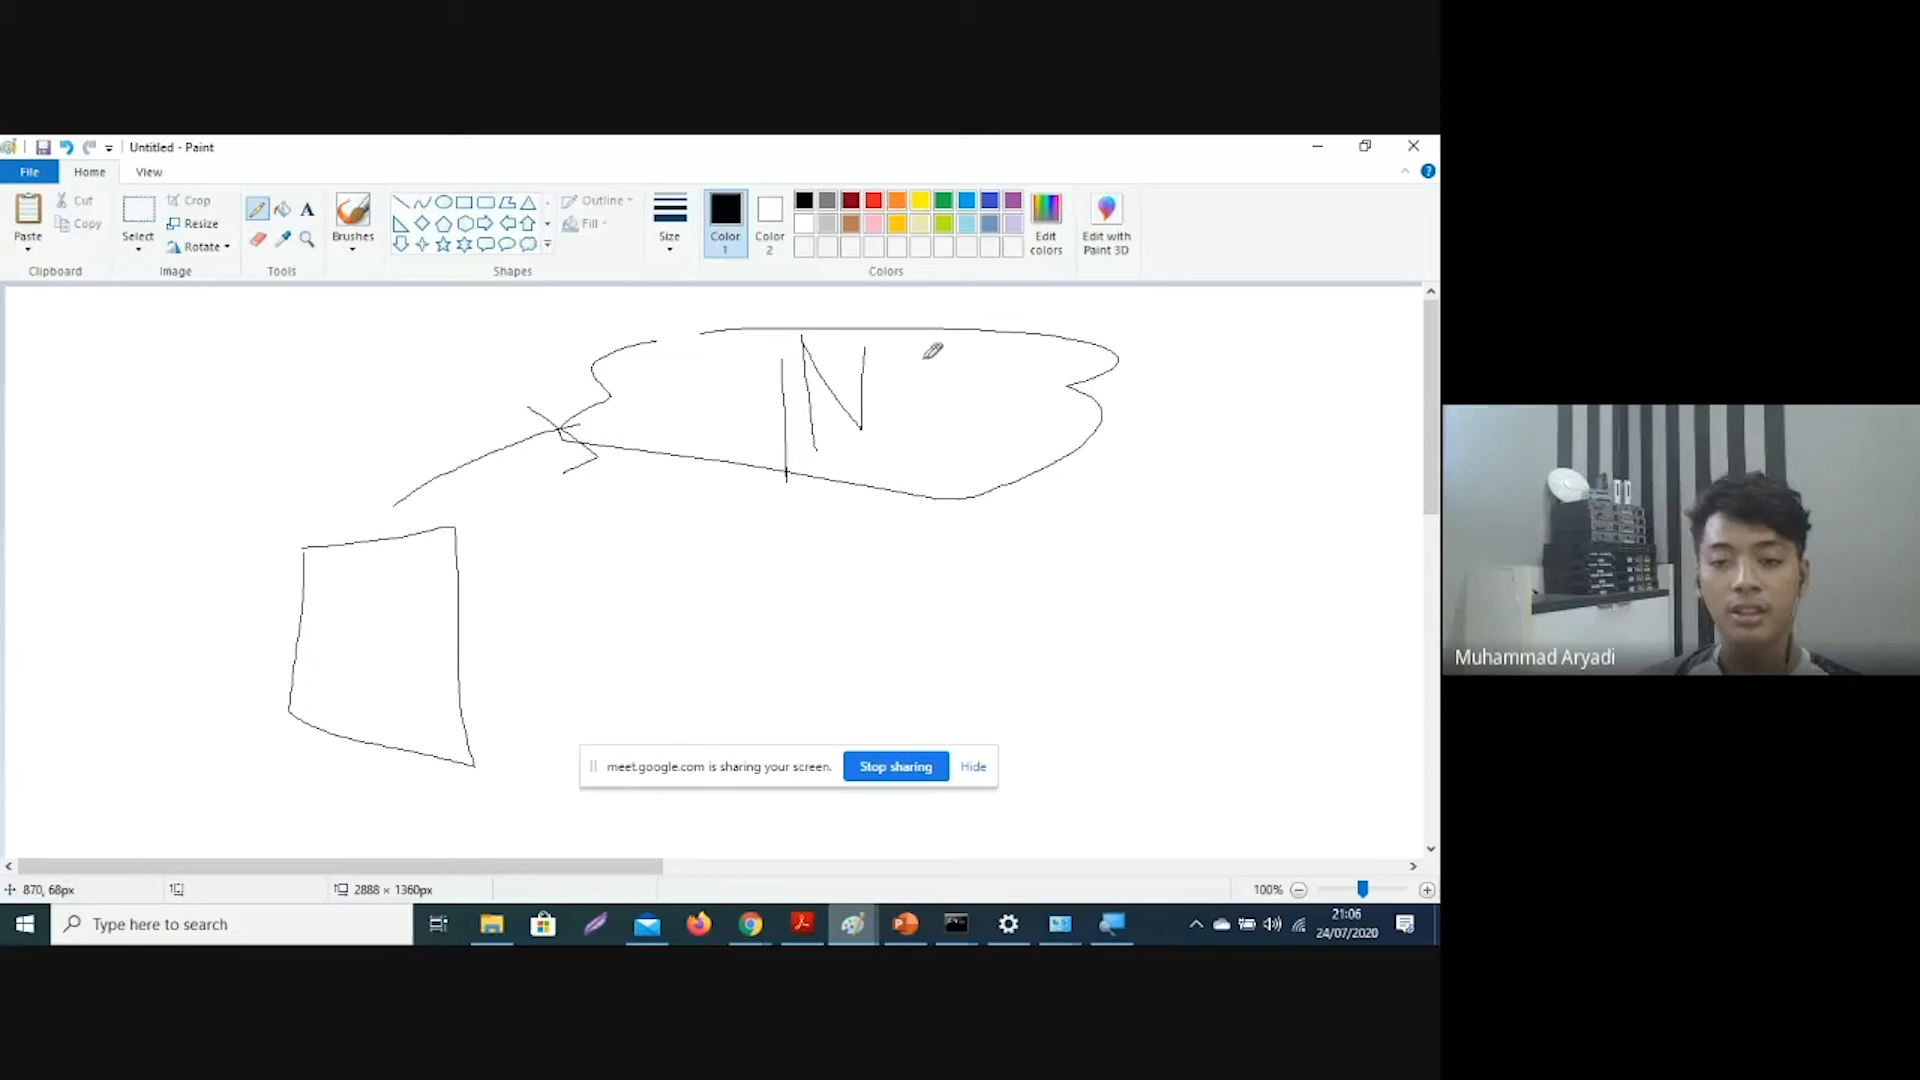 Untitled - Paint
File Home View
Paste
Cut
Copy
Clipboard
Select
Crop
Resize
Rotate
Image
A
Tools
Brushes
Shapes
Outline
Fill
Size
Color 1
Color 2
Colors
Edit colors
Edit with Paint 3D
IN
meet.google.com is sharing your screen. Stop sharing Hide
Muhammad Aryadi
870, 68px 2888 × 1360px 100%
Type here to search
21:06
24/07/2020